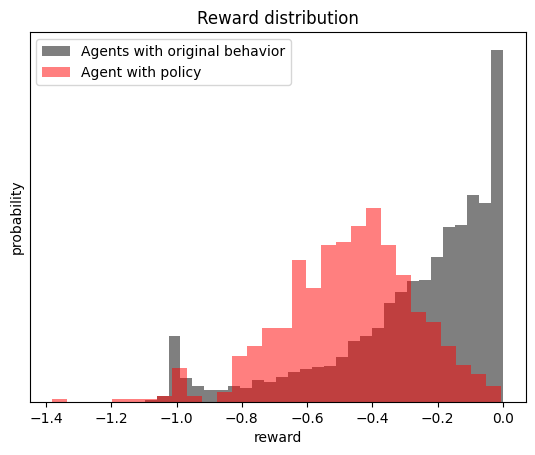 Reward distribution
Agents with original behavior
Agent with policy
probability
−1.4 −1.2 −1.0 −0.8 −0.6 −0.4 −0.2 0.0
reward